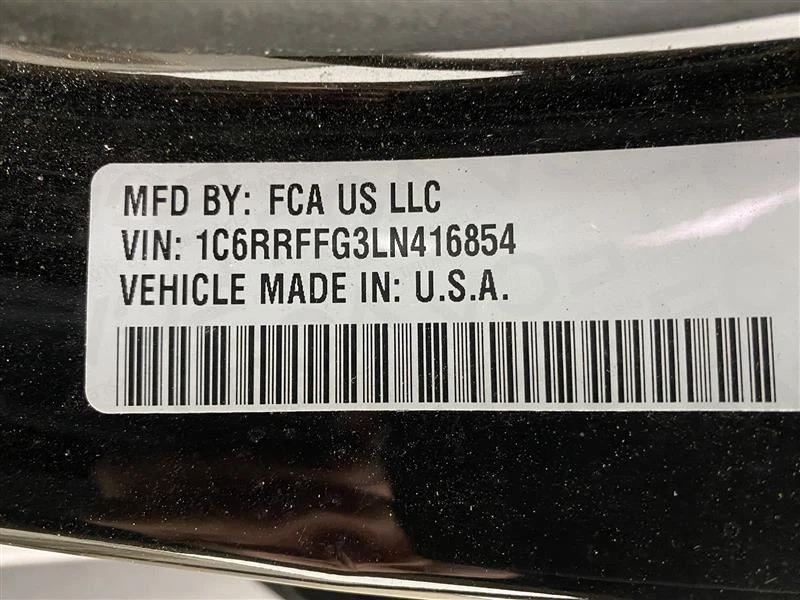 MFD BY: FCA US LLC
VIN: 1C6RRFFG3LN416854
VEHICLE MADE IN: U.S.A.